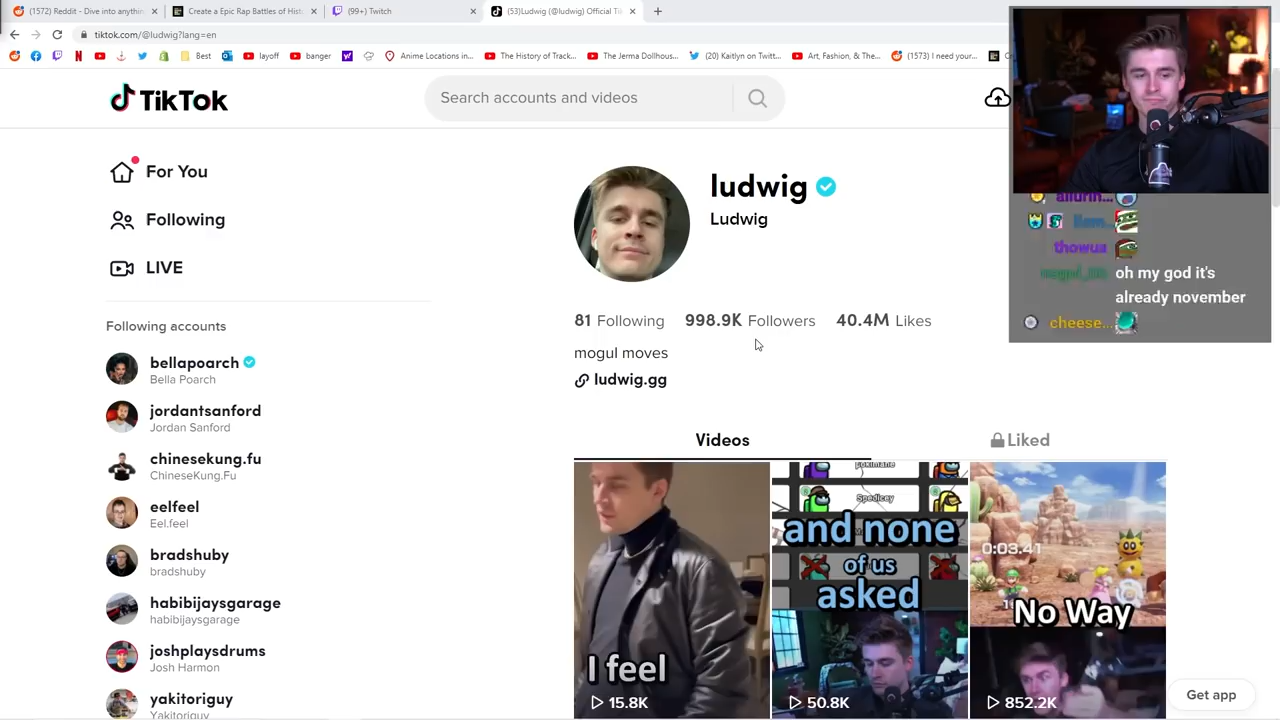 (1572) Reddit - Dive into anythin
Create a Epic Rap Battles of Hist
(99+) Twitch
(53)Ludwig (@ludwig) Official Ti
tiktok.com/@ludwig?lang=en
Best
layoff
banger
Anime Locations in...
The History of Track...
The Jerma Dollhous...
(20) Kaitlyn on Twitt...
Art, Fashion, & The...
(1573) I need your...
TikTok
Search accounts and videos
For You
Following
LIVE
Following accounts
bellapoarch
Bella Poarch
jordantsanford
Jordan Sanford
chinesekung.fu
ChineseKung.Fu
eelfeel
Eel.feel
bradshuby
bradshuby
habibijaysgarage
habibijaysgarage
joshplaysdrums
Josh Harmon
yakitoriguy
Yakitoriguy
ludwig
Ludwig
81 Following 998.9K Followers 40.4M Likes
mogul moves
ludwig.gg
Videos
Liked
I feel
15.8K
pokimane
Spedicey
and none
of us
asked
50.8K
0:03.41
No Way
852.2K
Get app
thowua
oh my god it's
already november
cheese...